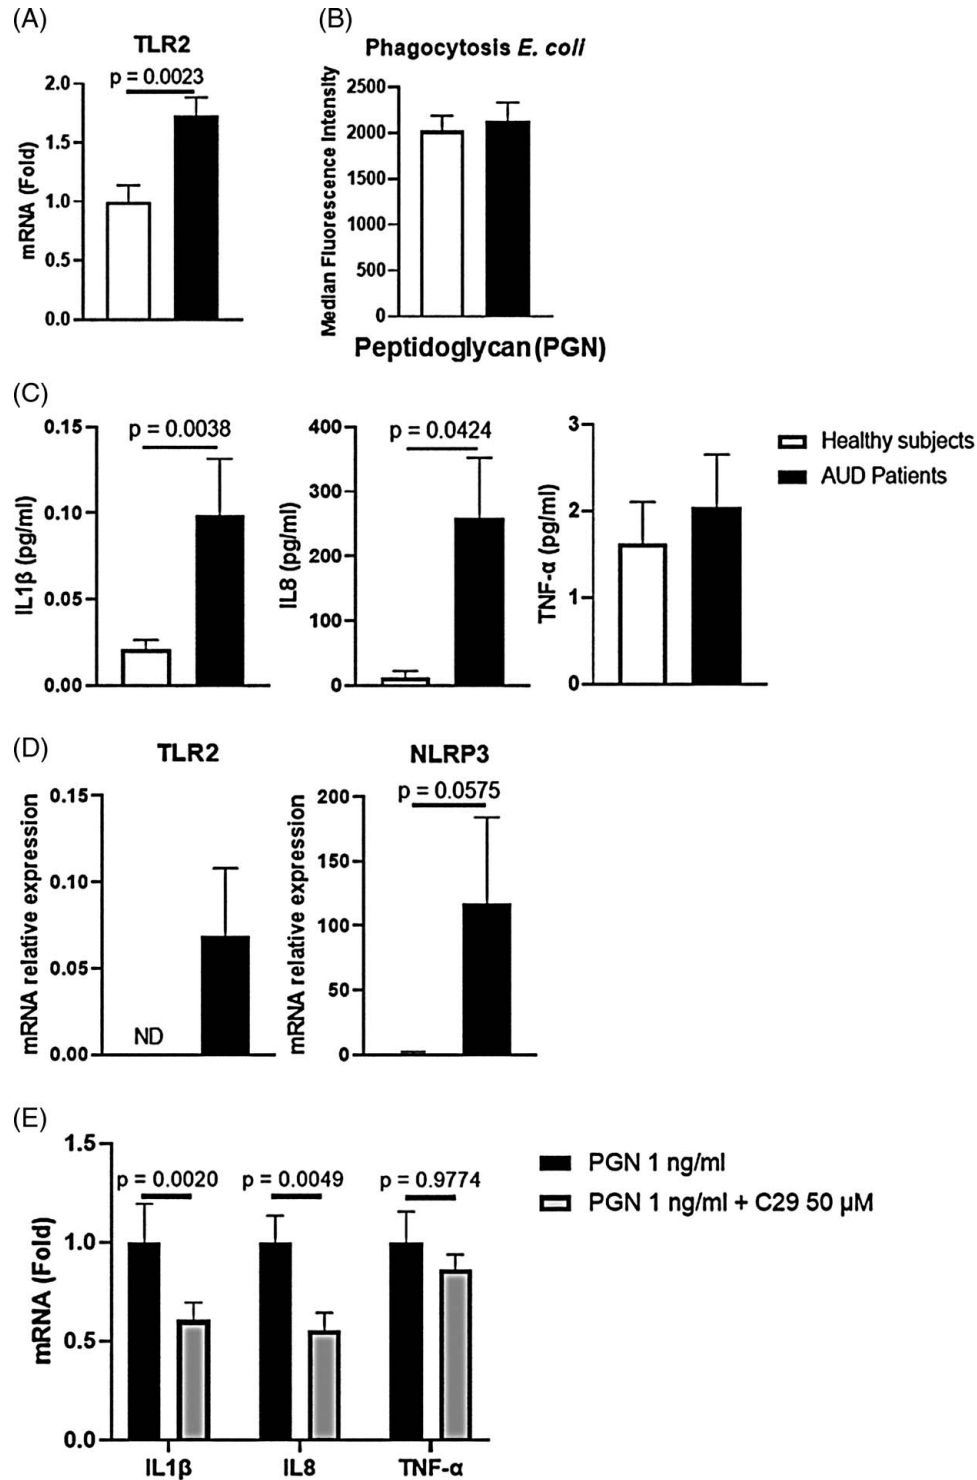 (A)
TLR2
p = 0.0023
mRNA (Fold)
2.0
1.5
1.0
0.5
0.0
(B)
Phagocytosis E. coli
Median Fluorescence Intensity
2500
2000
1500
1000
500
0
Peptidoglycan (PGN)
(C)
p = 0.0038
IL1β (pg/ml)
0.15
0.10
0.05
0.00
p = 0.0424
IL8 (pg/ml)
400
300
200
100
0
TNF-α (pg/ml)
3
2
1
0
Healthy subjects
AUD Patients
(D)
TLR2
mRNA relative expression
0.15
0.10
0.05
0.00
ND
NLRP3
p = 0.0575
mRNA relative expression
200
150
100
50
0
(E)
mRNA (Fold)
1.5
1.0
0.5
0.0
p = 0.0020
p = 0.0049
p = 0.9774
IL1β
IL8
TNF-α
PGN 1 ng/ml
PGN 1 ng/ml + C29 50 µM